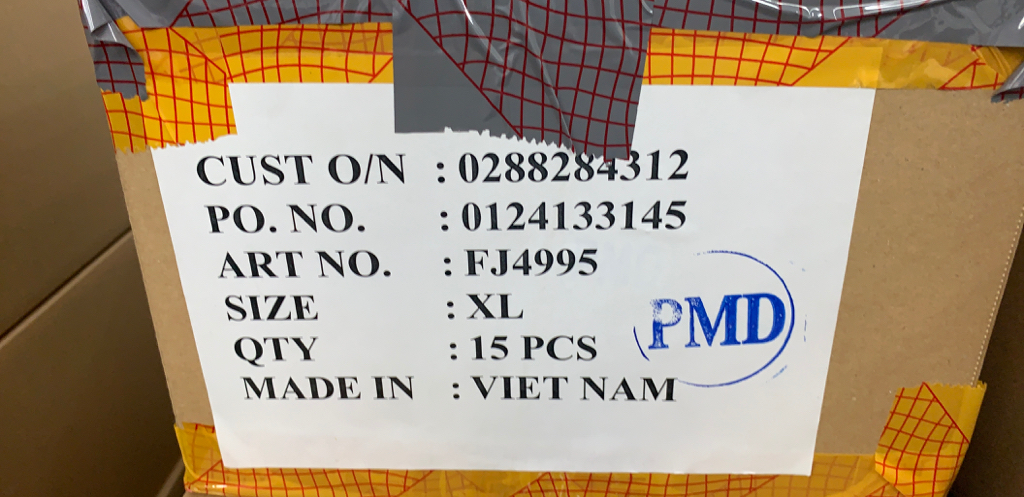 CUST O/N : 0288284312
PO. NO. : 0124133145
ART NO. : FJ4995
SIZE : XL
QTY : 15 PCS
MADE IN : VIET NAM
PMD